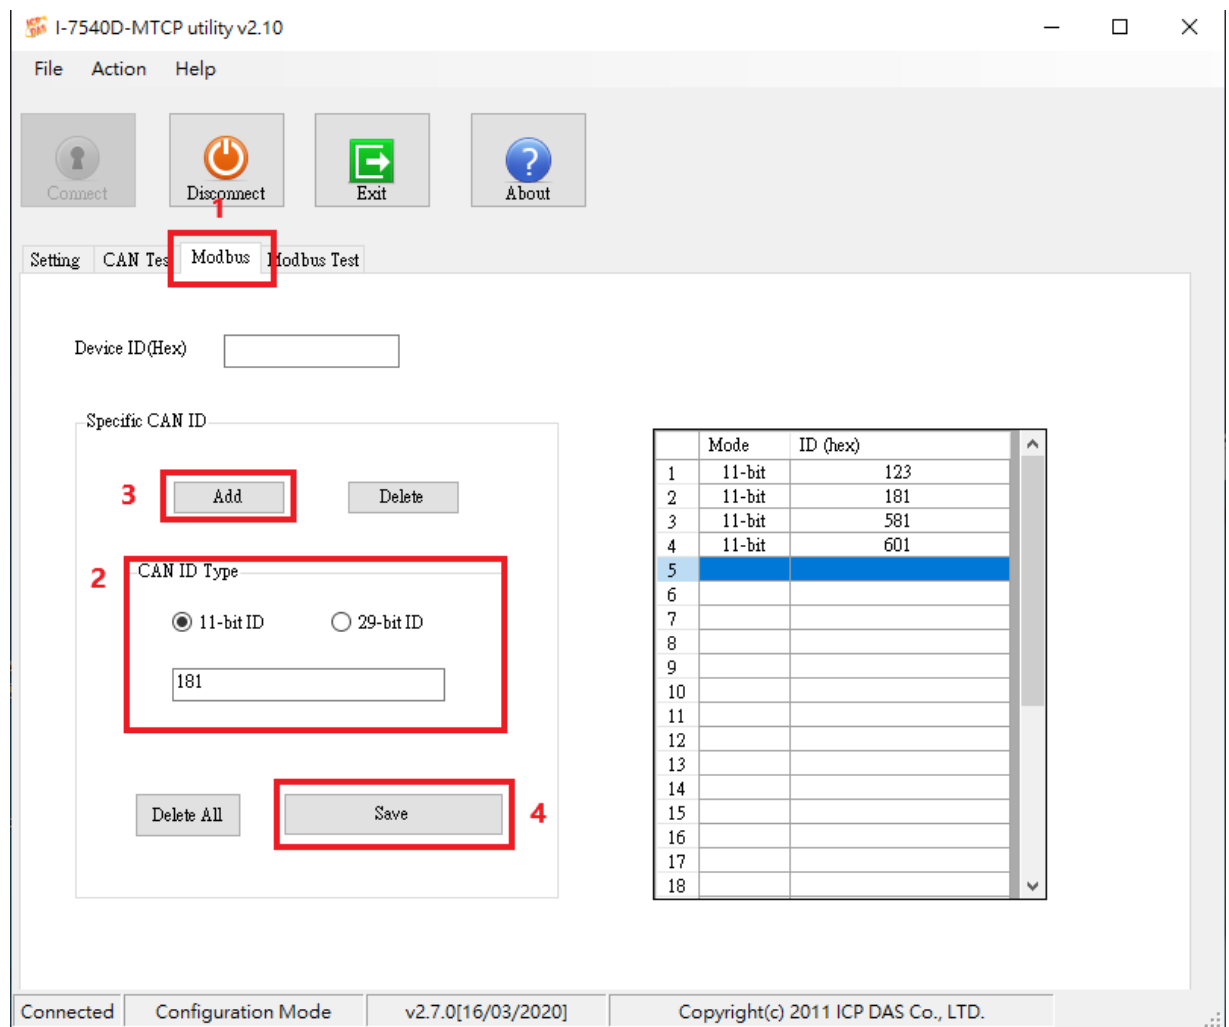 I-7540D-MTCP utility v2.10
File Action Help
Connect Disconnect Exit About
1
Setting CAN Tes Modbus Modbus Test
Device ID(Hex)
Specific CAN ID
3 Add Delete
2 CAN ID Type
11-bit ID 29-bit ID
181
Delete All Save 4
Mode ID (hex)
1 11-bit 123
2 11-bit 181
3 11-bit 581
4 11-bit 601
5
6
7
8
9
10
11
12
13
14
15
16
17
18
Connected Configuration Mode v2.7.0[16/03/2020] Copyright(c) 2011 ICP DAS Co., LTD.